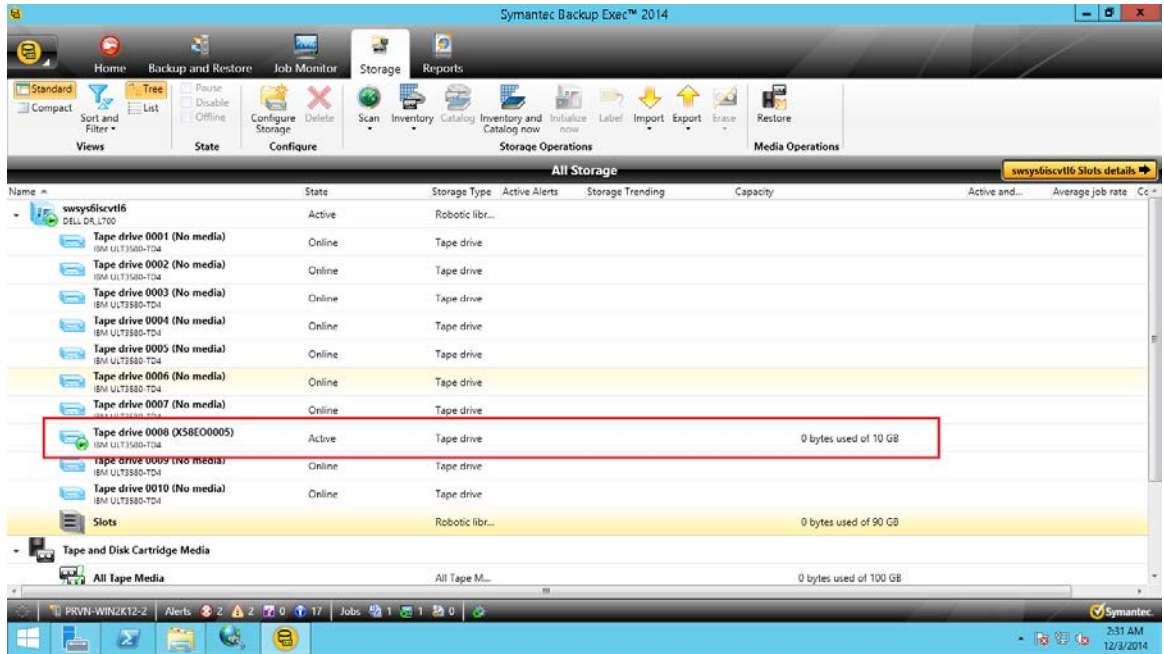 Symantec Backup Exec™ 2014
Home Backup and Restore Job Monitor Storage Reports
Standard Tree Pause
Compact List Disable
Sort and Filter Offline
Configure Storage Delete
Scan Inventory Catalog Inventory and Catalog now Initialize now Label Import Export Erase Restore
Views State Configure Storage Operations Media Operations
All Storage
swsys6iscvtl6 Slots details
Name State Storage Type Active Alerts Storage Trending Capacity Active and... Average job rate
swsys6iscvtl6 Active Robotic libr...
DELL DR_L700
Tape drive 0001 (No media) Online Tape drive
IBM ULT3580-TD4
Tape drive 0002 (No media) Online Tape drive
IBM ULT3580-TD4
Tape drive 0003 (No media) Online Tape drive
IBM ULT3580-TD4
Tape drive 0004 (No media) Online Tape drive
IBM ULT3580-TD4
Tape drive 0005 (No media) Online Tape drive
IBM ULT3580-TD4
Tape drive 0006 (No media) Online Tape drive
IBM ULT3580-TD4
Tape drive 0007 (No media) Online Tape drive
Tape drive 0008 (X58EO0005) Active Tape drive 0 bytes used of 10 GB
IBM ULT3580-TD4
Tape drive 0009 (No media) Online Tape drive
IBM ULT3580-TD4
Tape drive 0010 (No media) Online Tape drive
IBM ULT3580-TD4
Slots Robotic libr... 0 bytes used of 90 GB
Tape and Disk Cartridge Media
All Tape Media All Tape M... 0 bytes used of 100 GB
PRVN-WIN2K12-2 Alerts 2 2 0 17 Jobs 1 1 0 Symantec.
2:31 AM
12/3/2014